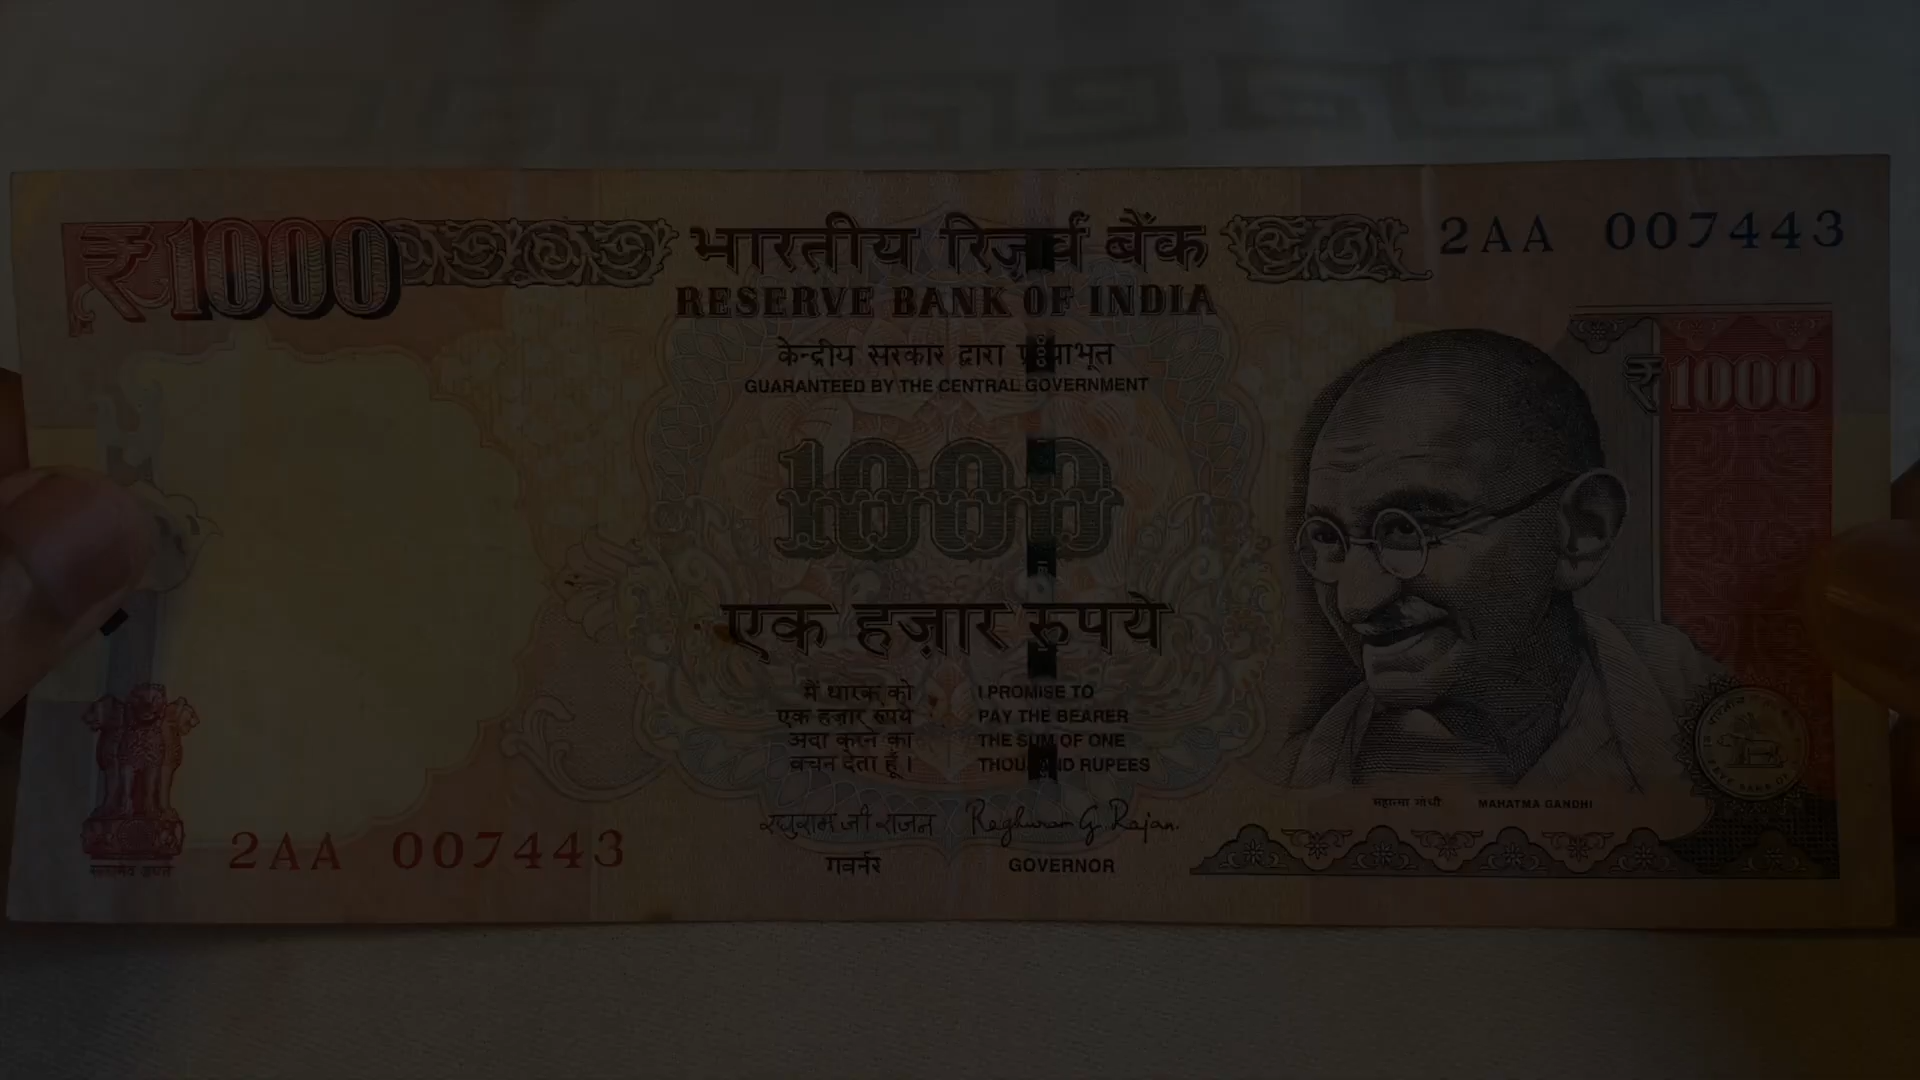 ₹1000
भारतीय रिज़र्व बैंक
RESERVE BANK OF INDIA
2AA 007443
केन्द्रीय सरकार द्वारा प्रत्याभूत
GUARANTEED BY THE CENTRAL GOVERNMENT
₹1000
1000
एक हज़ार रुपये
मैं धारक को
एक हज़ार रुपये
अदा करने का
वचन देता हूँ।
I PROMISE TO
PAY THE BEARER
THE SUM OF ONE
THOUSAND RUPEES
रघुराम जी राजन
Raghuram G. Rajan
गवर्नर
GOVERNOR
महात्मा गांधी
MAHATMA GANDHI
सत्यमेव जयते
2AA 007443